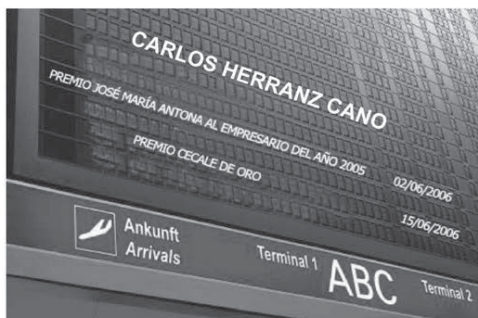 CARLOS HERRANZ CANO
PREMIO JOSÉ MARÍA ANTONA AL EMPRESARIO DEL AÑO 2005 02/06/2006
PREMIO CECALE DE ORO 15/06/2006
Ankunft
Arrivals
Terminal 1 ABC Terminal 2